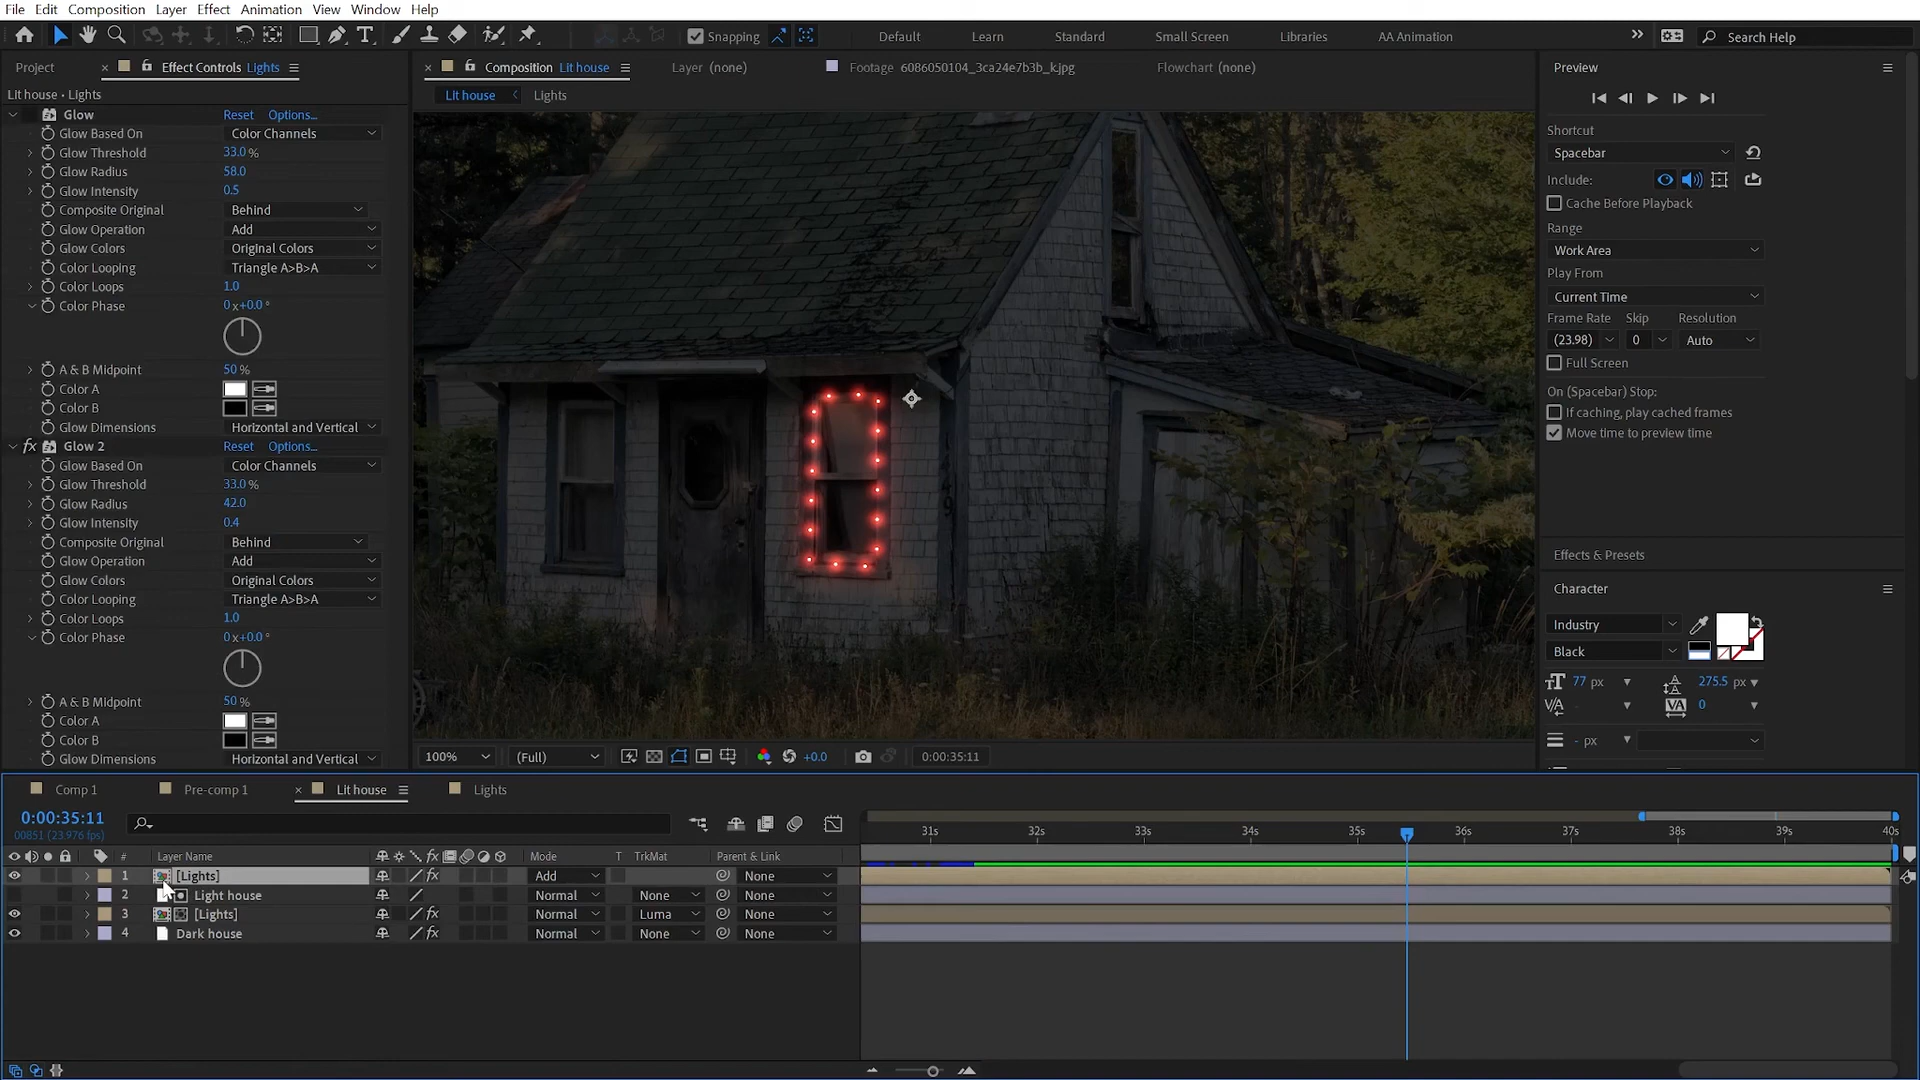 File Edit Composition Layer Effect Animation View Window Help
Snapping
Default Learn Standard Small Screen Libraries AA Animation Search Help
Project Effect Controls Lights
Composition Lit house Layer (none) Footage 6086050104_3ca24e7b3b_k.jpg Flowchart (none)
Lit house • Lights
Lit house Lights
fx Glow Reset Options...
Glow Based On Color Channels
Glow Threshold 33.0 %
Glow Radius 58.0
Glow Intensity 0.5
Composite Original Behind
Glow Operation Add
Glow Colors Original Colors
Color Looping Triangle A>B>A
Color Loops 1.0
Color Phase 0 x+0.0 °
A & B Midpoint 50 %
Color A
Color B
Glow Dimensions Horizontal and Vertical
fx Glow 2 Reset Options...
Glow Based On Color Channels
Glow Threshold 33.0 %
Glow Radius 42.0
Glow Intensity 0.4
Composite Original Behind
Glow Operation Add
Glow Colors Original Colors
Color Looping Triangle A>B>A
Color Loops 1.0
Color Phase 0 x+0.0 °
A & B Midpoint 50 %
Color A
Color B
Glow Dimensions Horizontal and Vertical
100% (Full) +0.0 0:00:35:11
Preview
Shortcut
Spacebar
Include:
Cache Before Playback
Range
Work Area
Play From
Current Time
Frame Rate Skip Resolution
(23.98) 0 Auto
Full Screen
On (Spacebar) Stop:
If caching, play cached frames
Move time to preview time
Effects & Presets
Character
Industry
Black
77 px 275.5 px
0
- px
Comp 1 Pre-comp 1 Lit house Lights
0:00:35:11
00851 (23.976 fps)
31s 32s 33s 34s 35s 36s 37s 38s 39s 40s
# Layer Name fx Mode T TrkMat Parent & Link
1 [Lights] fx Add None
2 Light house Normal None None
3 [Lights] fx Normal Luma None
4 Dark house fx Normal None None